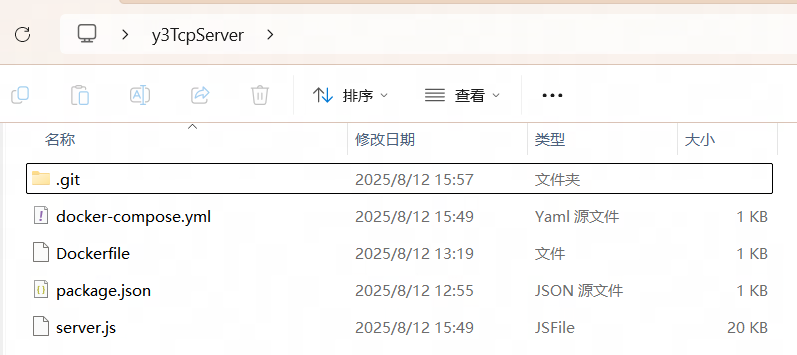 y3TcpServer
排序 查看
名称 修改日期 类型 大小
.git 2025/8/12 15:57 文件夹
docker-compose.yml 2025/8/12 15:49 Yaml 源文件 1 KB
Dockerfile 2025/8/12 13:19 文件 1 KB
package.json 2025/8/12 12:55 JSON 源文件 1 KB
server.js 2025/8/12 15:49 JSFile 20 KB